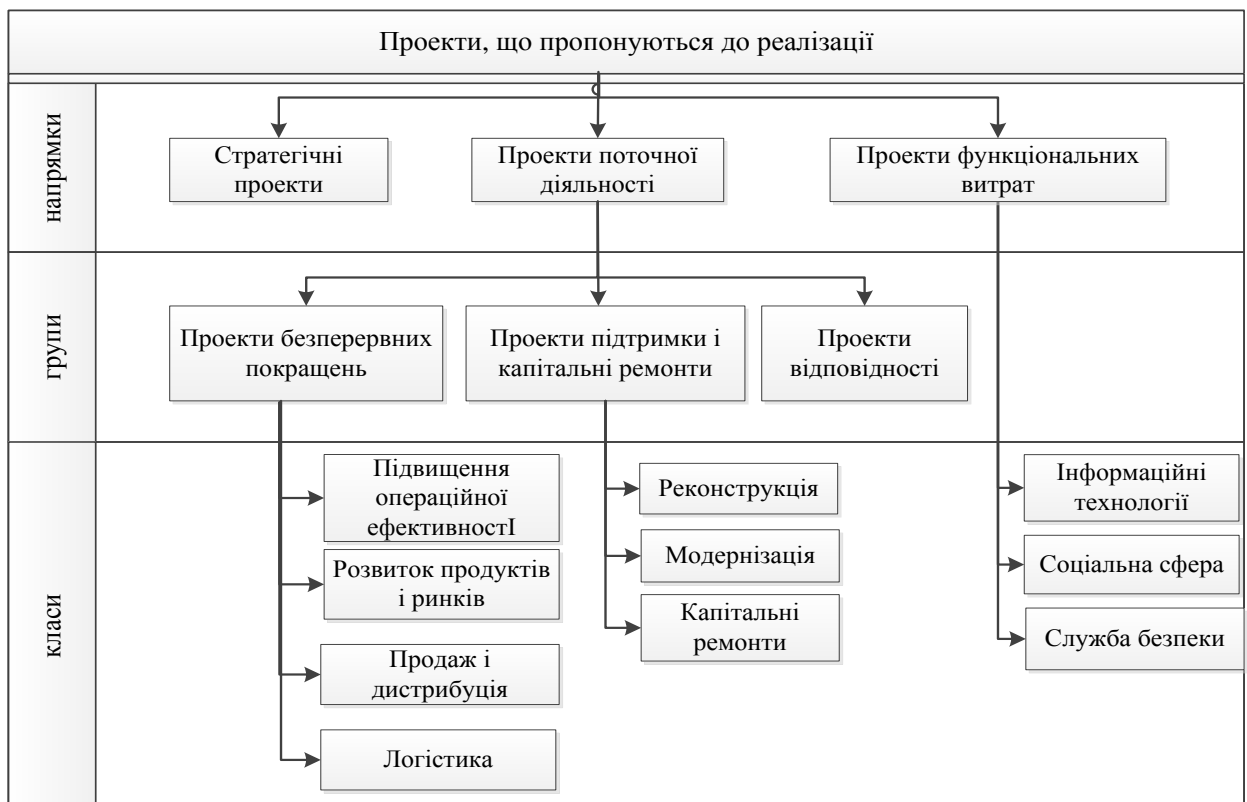 Проекти, що пропонуються до реалізації
напрямки
Стратегічні
проекти
Проекти поточної
діяльності
Проекти функціональних
витрат
групи
Проекти безперервних
покращень
Проекти підтримки і
капітальні ремонти
Проекти
відповідності
класи
Підвищення
операційної
ефективностІ
Розвиток продуктів
і ринків
Продаж і
дистрибуція
Логістика
Реконструкція
Модернізація
Капітальні
ремонти
Інформаційні
технології
Соціальна сфера
Служба безпеки